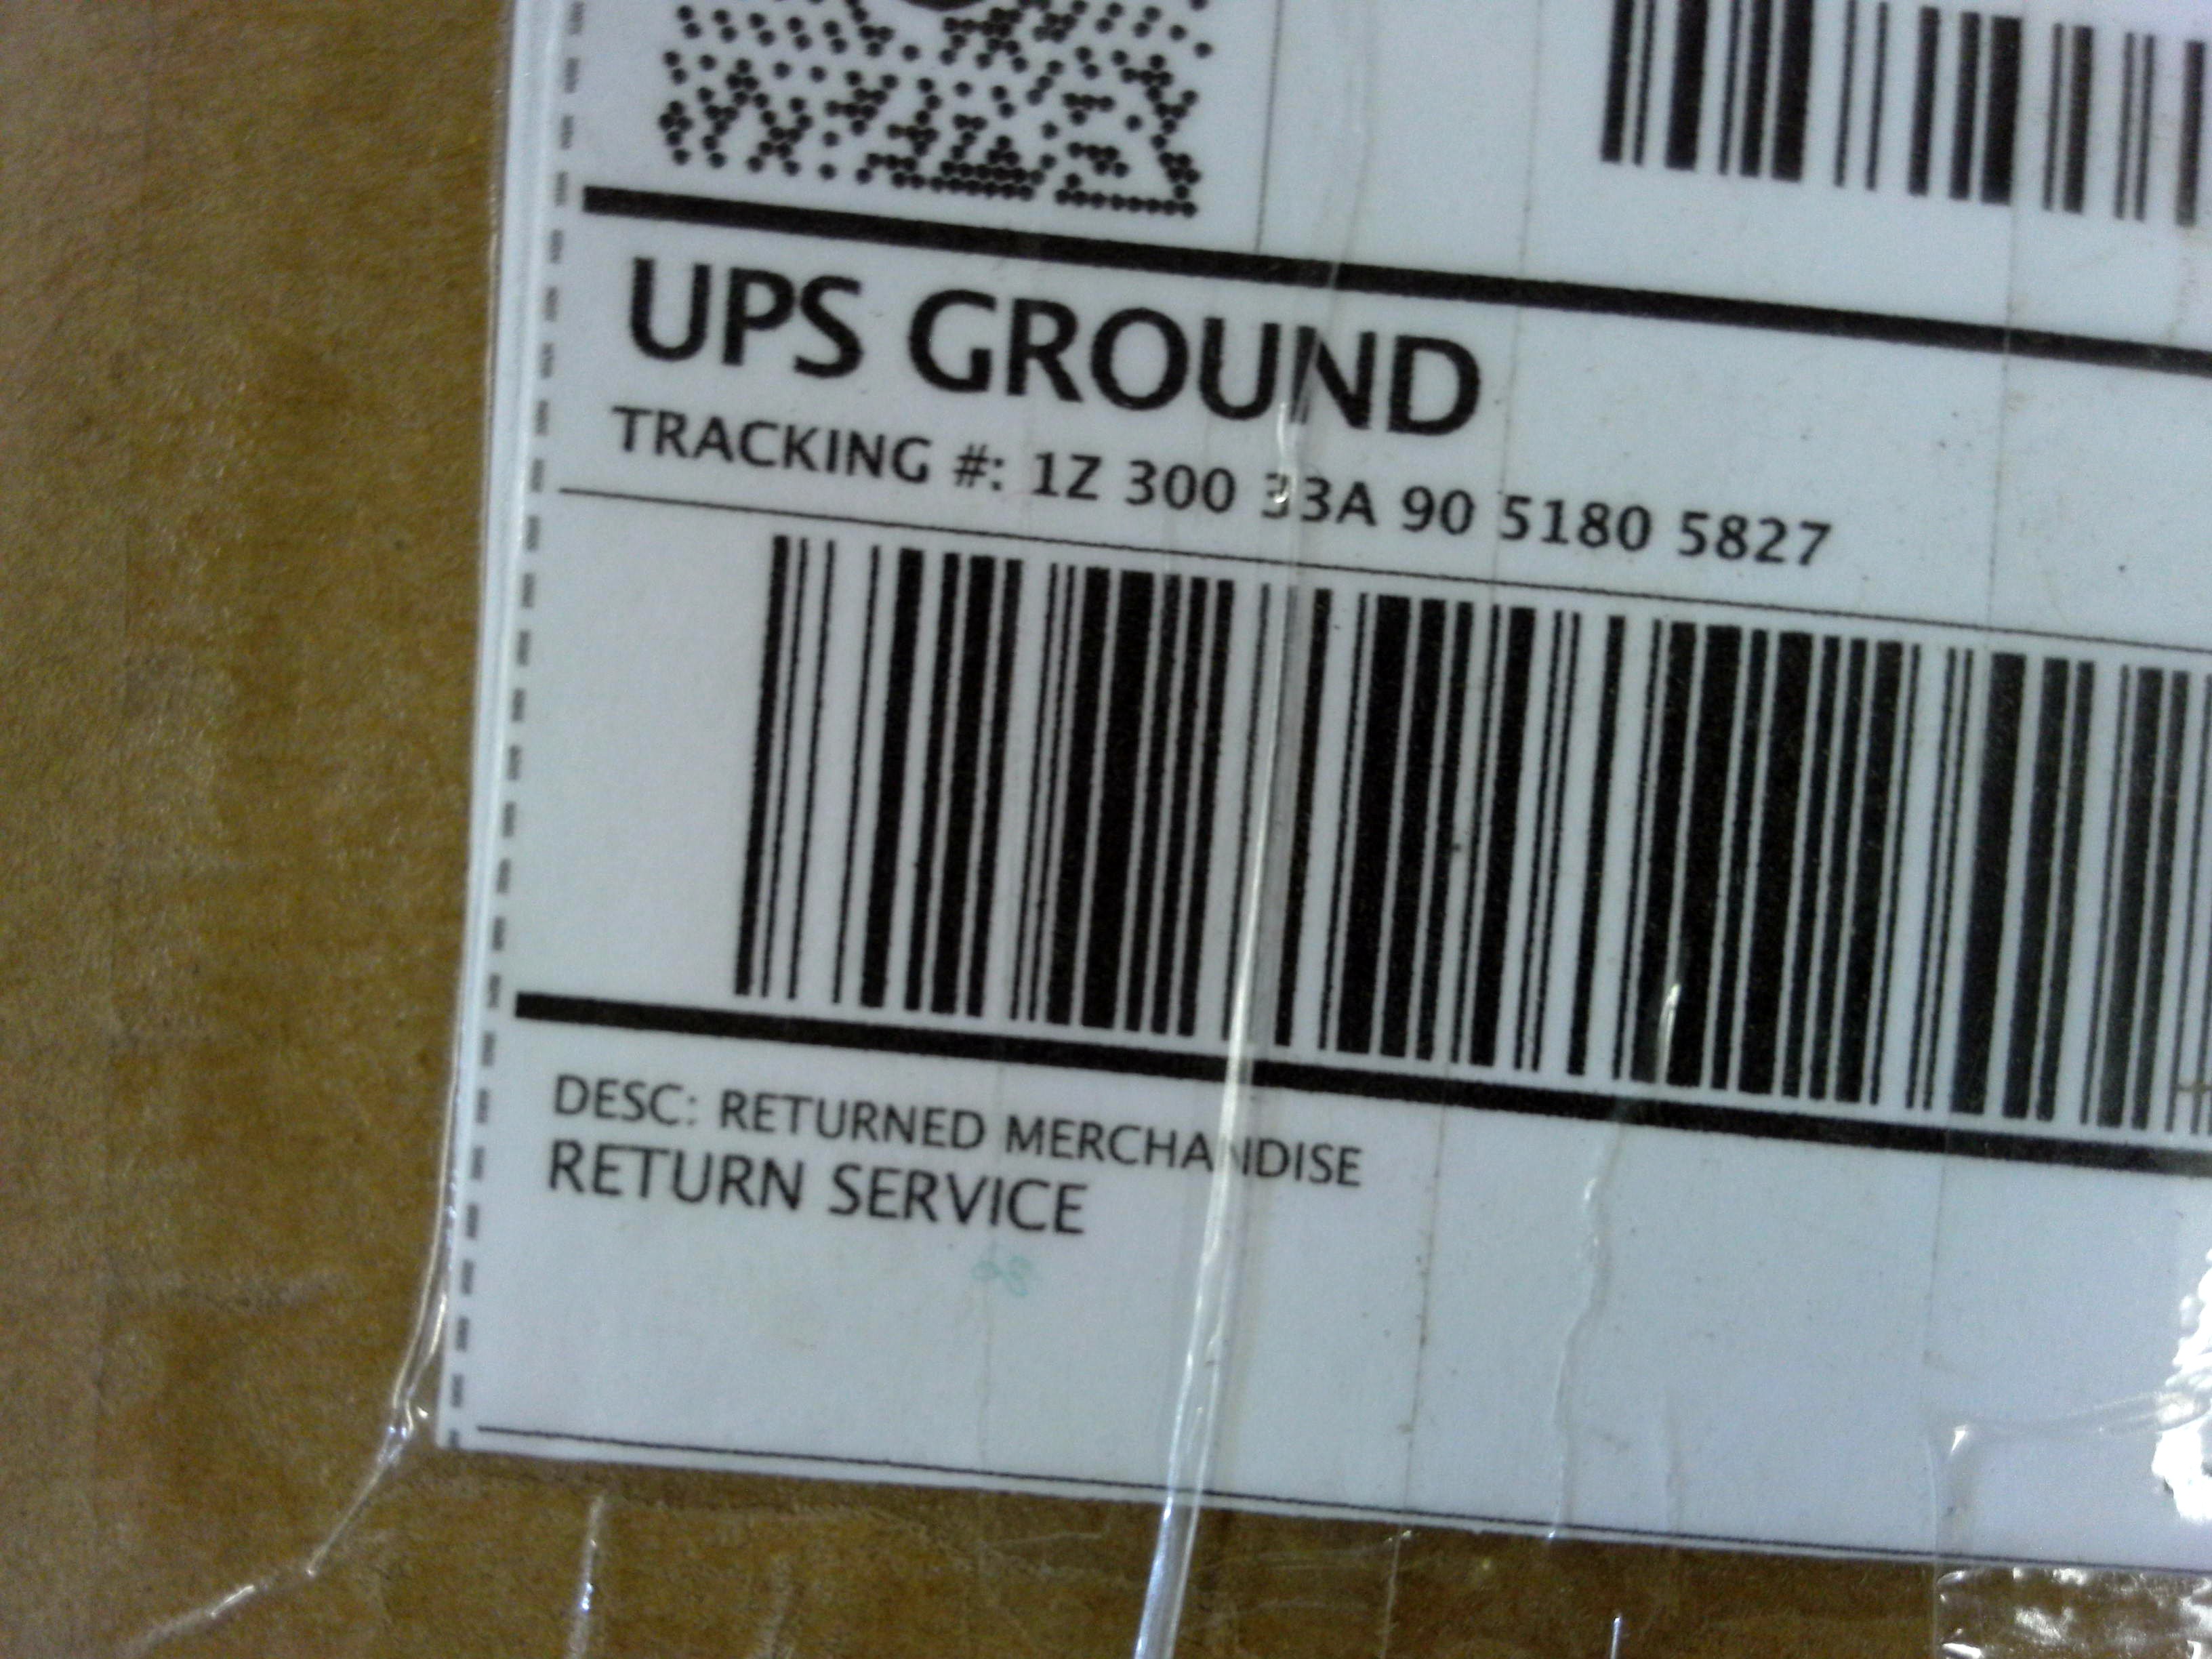 UPS GROUND
TRACKING #: 1Z 300 33A 90 5180 5827
DESC: RETURNED MERCHANDISE
RETURN SERVICE